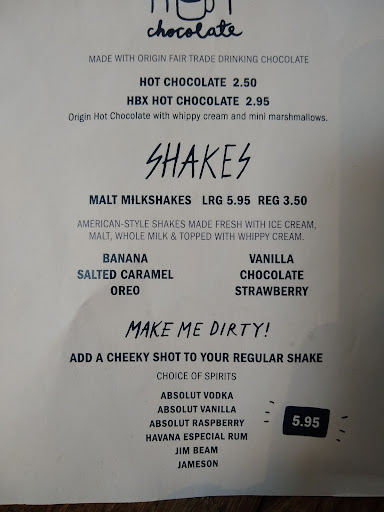 chocolate
MADE WITH ORIGIN FAIR TRADE DRINKING CHOCOLATE
HOT CHOCOLATE 2.50
HBX HOT CHOCOLATE 2.95
Origin Hot Chocolate with whippy cream and mini marshmallows.
SHAKES
MALT MILKSHAKES LRG 5.95 REG 3.50
AMERICAN-STYLE SHAKES MADE FRESH WITH ICE CREAM,
MALT, WHOLE MILK & TOPPED WITH WHIPPY CREAM.
BANANA VANILLA
SALTED CARAMEL CHOCOLATE
OREO STRAWBERRY
MAKE ME DIRTY!
ADD A CHEEKY SHOT TO YOUR REGULAR SHAKE
CHOICE OF SPIRITS
ABSOLUT VODKA
ABSOLUT VANILLA
ABSOLUT RASPBERRY
HAVANA ESPECIAL RUM
JIM BEAM
JAMESON
5.95